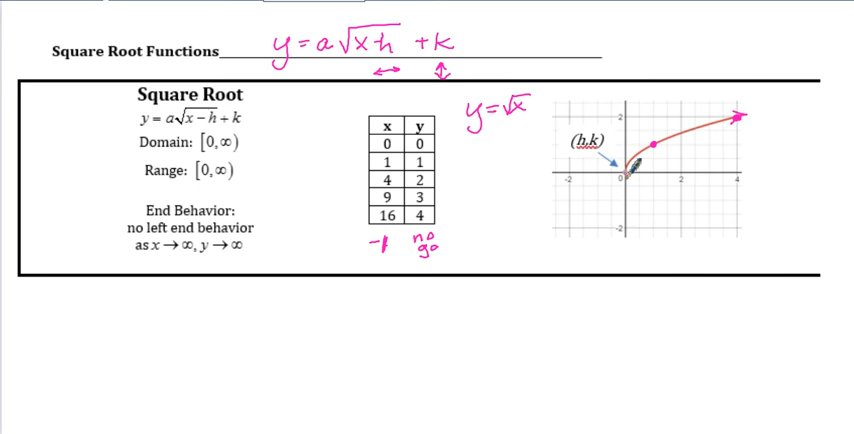 Square Root Functions y = a√x h + k
Square Root
y = a√x − h + k
Domain: [0,∞)
Range: [0,∞)
End Behavior:
no left end behavior
as x → ∞, y → ∞
x y
0 0
1 1
4 2
9 3
16 4
-1 no go
y = √x
(h,k)
2
-2 0 2 4
-2